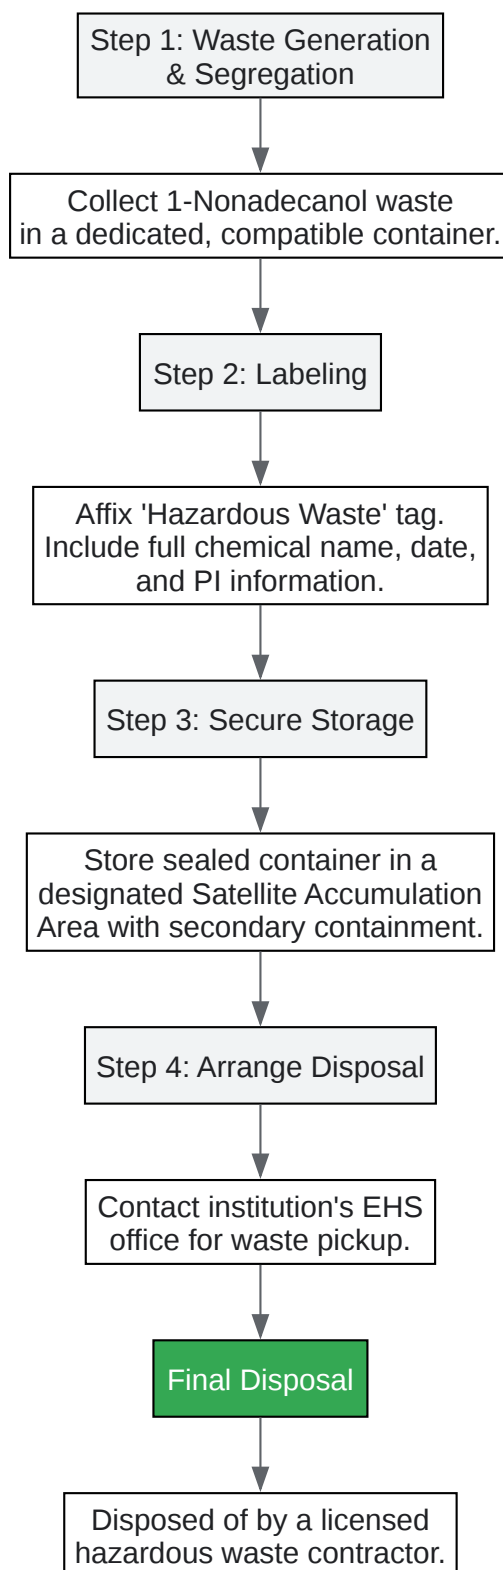 Step 1: Waste Generation
& Segregation
Collect 1-Nonadecanol waste
in a dedicated, compatible container.
Step 2: Labeling
Affix 'Hazardous Waste' tag.
Include full chemical name, date,
and PI information.
Step 3: Secure Storage
Store sealed container in a
designated Satellite Accumulation
Area with secondary containment.
Step 4: Arrange Disposal
Contact institution's EHS
office for waste pickup.
Final Disposal
Disposed of by a licensed
hazardous waste contractor.